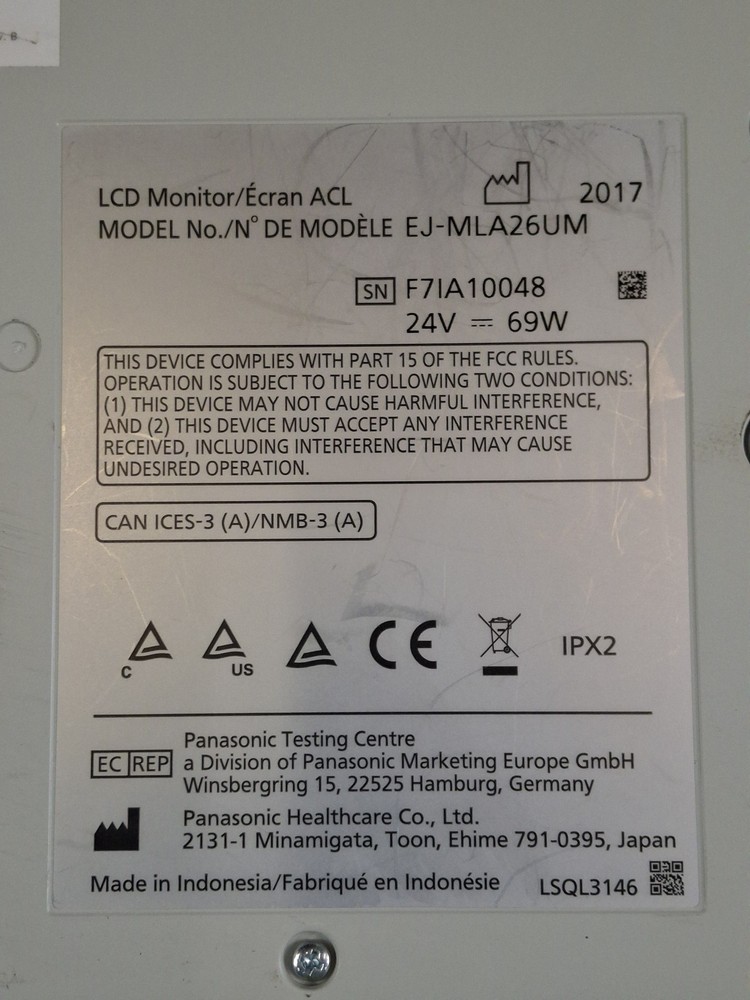 LCD Monitor/Écran ACL
2017
MODEL No./N° DE MODÈLE EJ-MLA26UM
SN F7IA10048
24V ⎓ 69W
THIS DEVICE COMPLIES WITH PART 15 OF THE FCC RULES.
OPERATION IS SUBJECT TO THE FOLLOWING TWO CONDITIONS:
(1) THIS DEVICE MAY NOT CAUSE HARMFUL INTERFERENCE,
AND (2) THIS DEVICE MUST ACCEPT ANY INTERFERENCE
RECEIVED, INCLUDING INTERFERENCE THAT MAY CAUSE
UNDESIRED OPERATION.
CAN ICES-3 (A)/NMB-3 (A)
C US CE IPX2
EC REP
Panasonic Testing Centre
a Division of Panasonic Marketing Europe GmbH
Winsbergring 15, 22525 Hamburg, Germany
Panasonic Healthcare Co., Ltd.
2131-1 Minamigata, Toon, Ehime 791-0395, Japan
Made in Indonesia/Fabriqué en Indonésie
LSQL3146